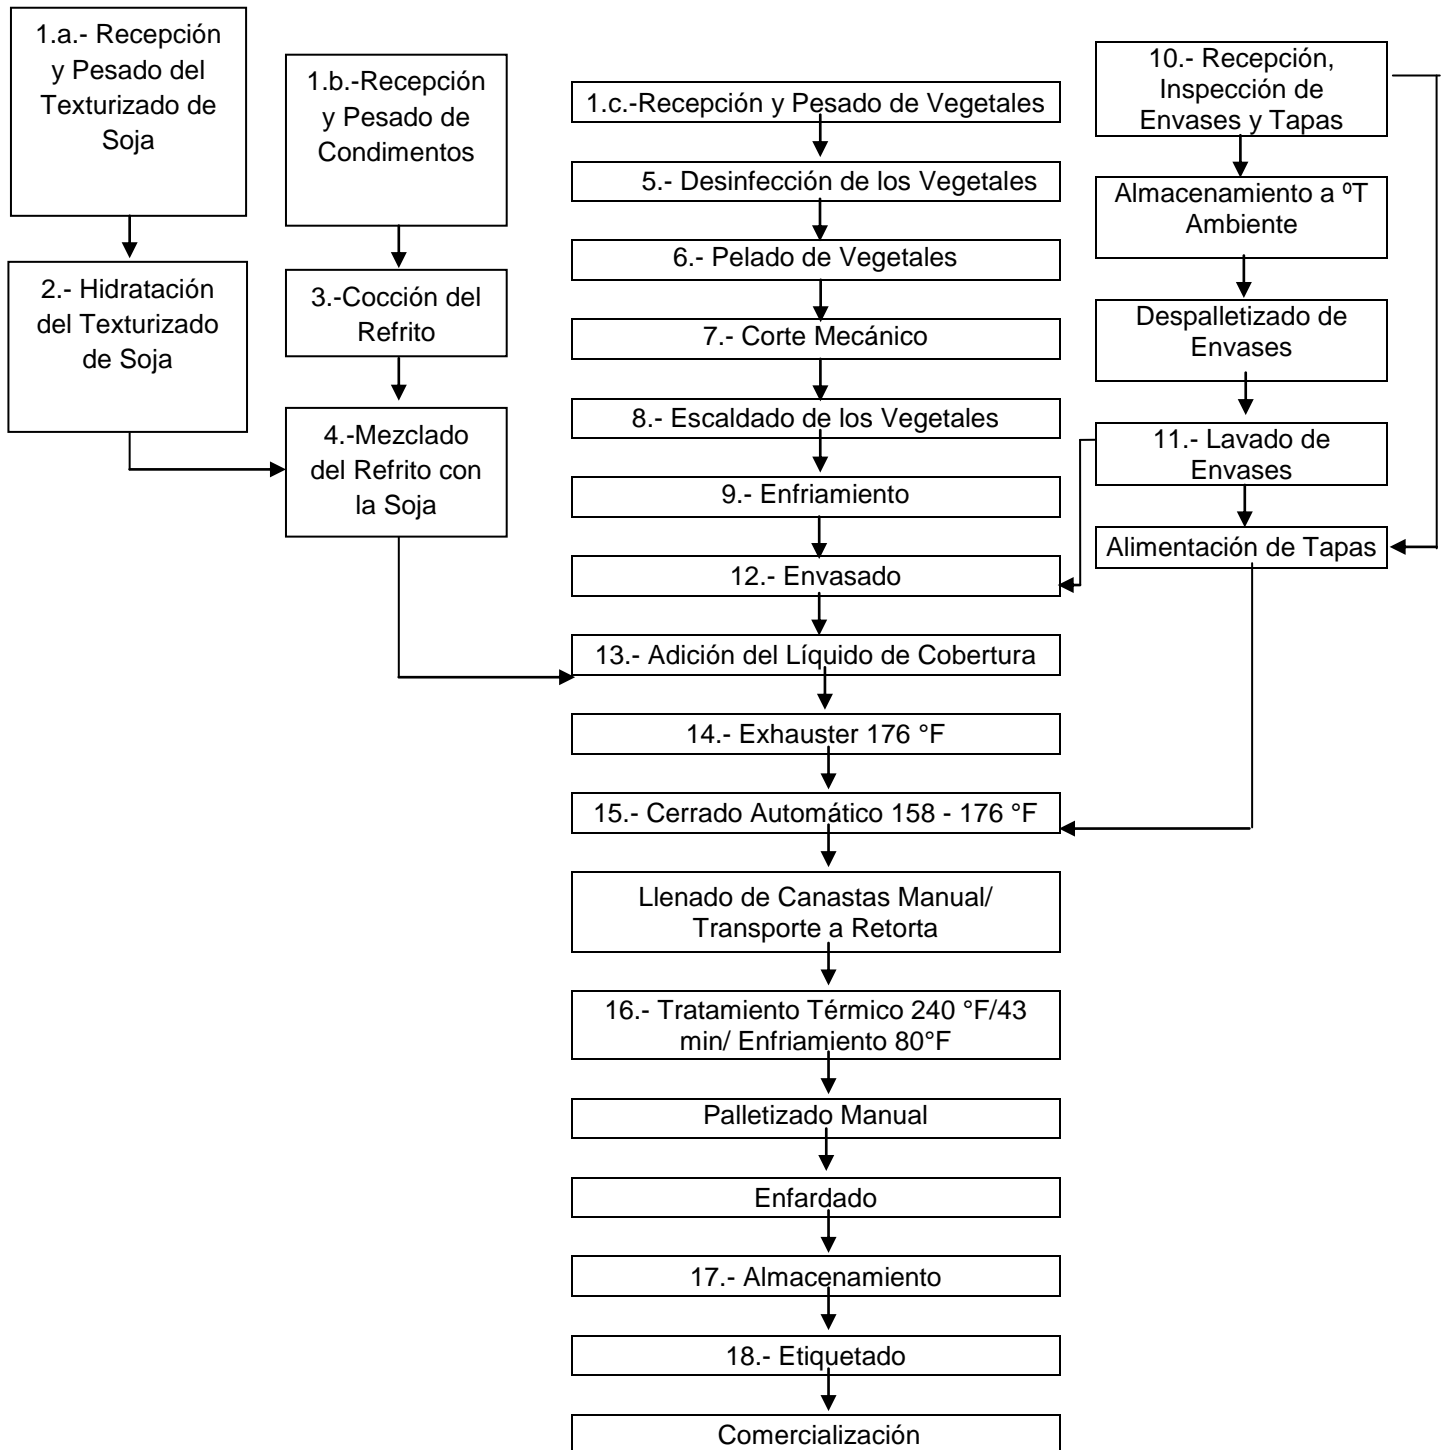 1.a.- Recepción
y Pesado del
Texturizado de
Soja
1.b.-Recepción
y Pesado de
Condimentos
1.c.-Recepción y Pesado de Vegetales
10.- Recepción,
Inspección de
Envases y Tapas
5.- Desinfección de los Vegetales
Almacenamiento a ºT
Ambiente
6.- Pelado de Vegetales
2.- Hidratación
del Texturizado
de Soja
3.-Cocción del
Refrito
7.- Corte Mecánico
Despalletizado de
Envases
8.- Escaldado de los Vegetales
4.-Mezclado
del Refrito con
la Soja
11.- Lavado de
Envases
9.- Enfriamiento
Alimentación de Tapas
12.- Envasado
13.- Adición del Líquido de Cobertura
14.- Exhauster 176 °F
15.- Cerrado Automático 158 - 176 °F
Llenado de Canastas Manual/
Transporte a Retorta
16.- Tratamiento Térmico 240 °F/43
min/ Enfriamiento 80°F
Palletizado Manual
Enfardado
17.- Almacenamiento
18.- Etiquetado
Comercialización